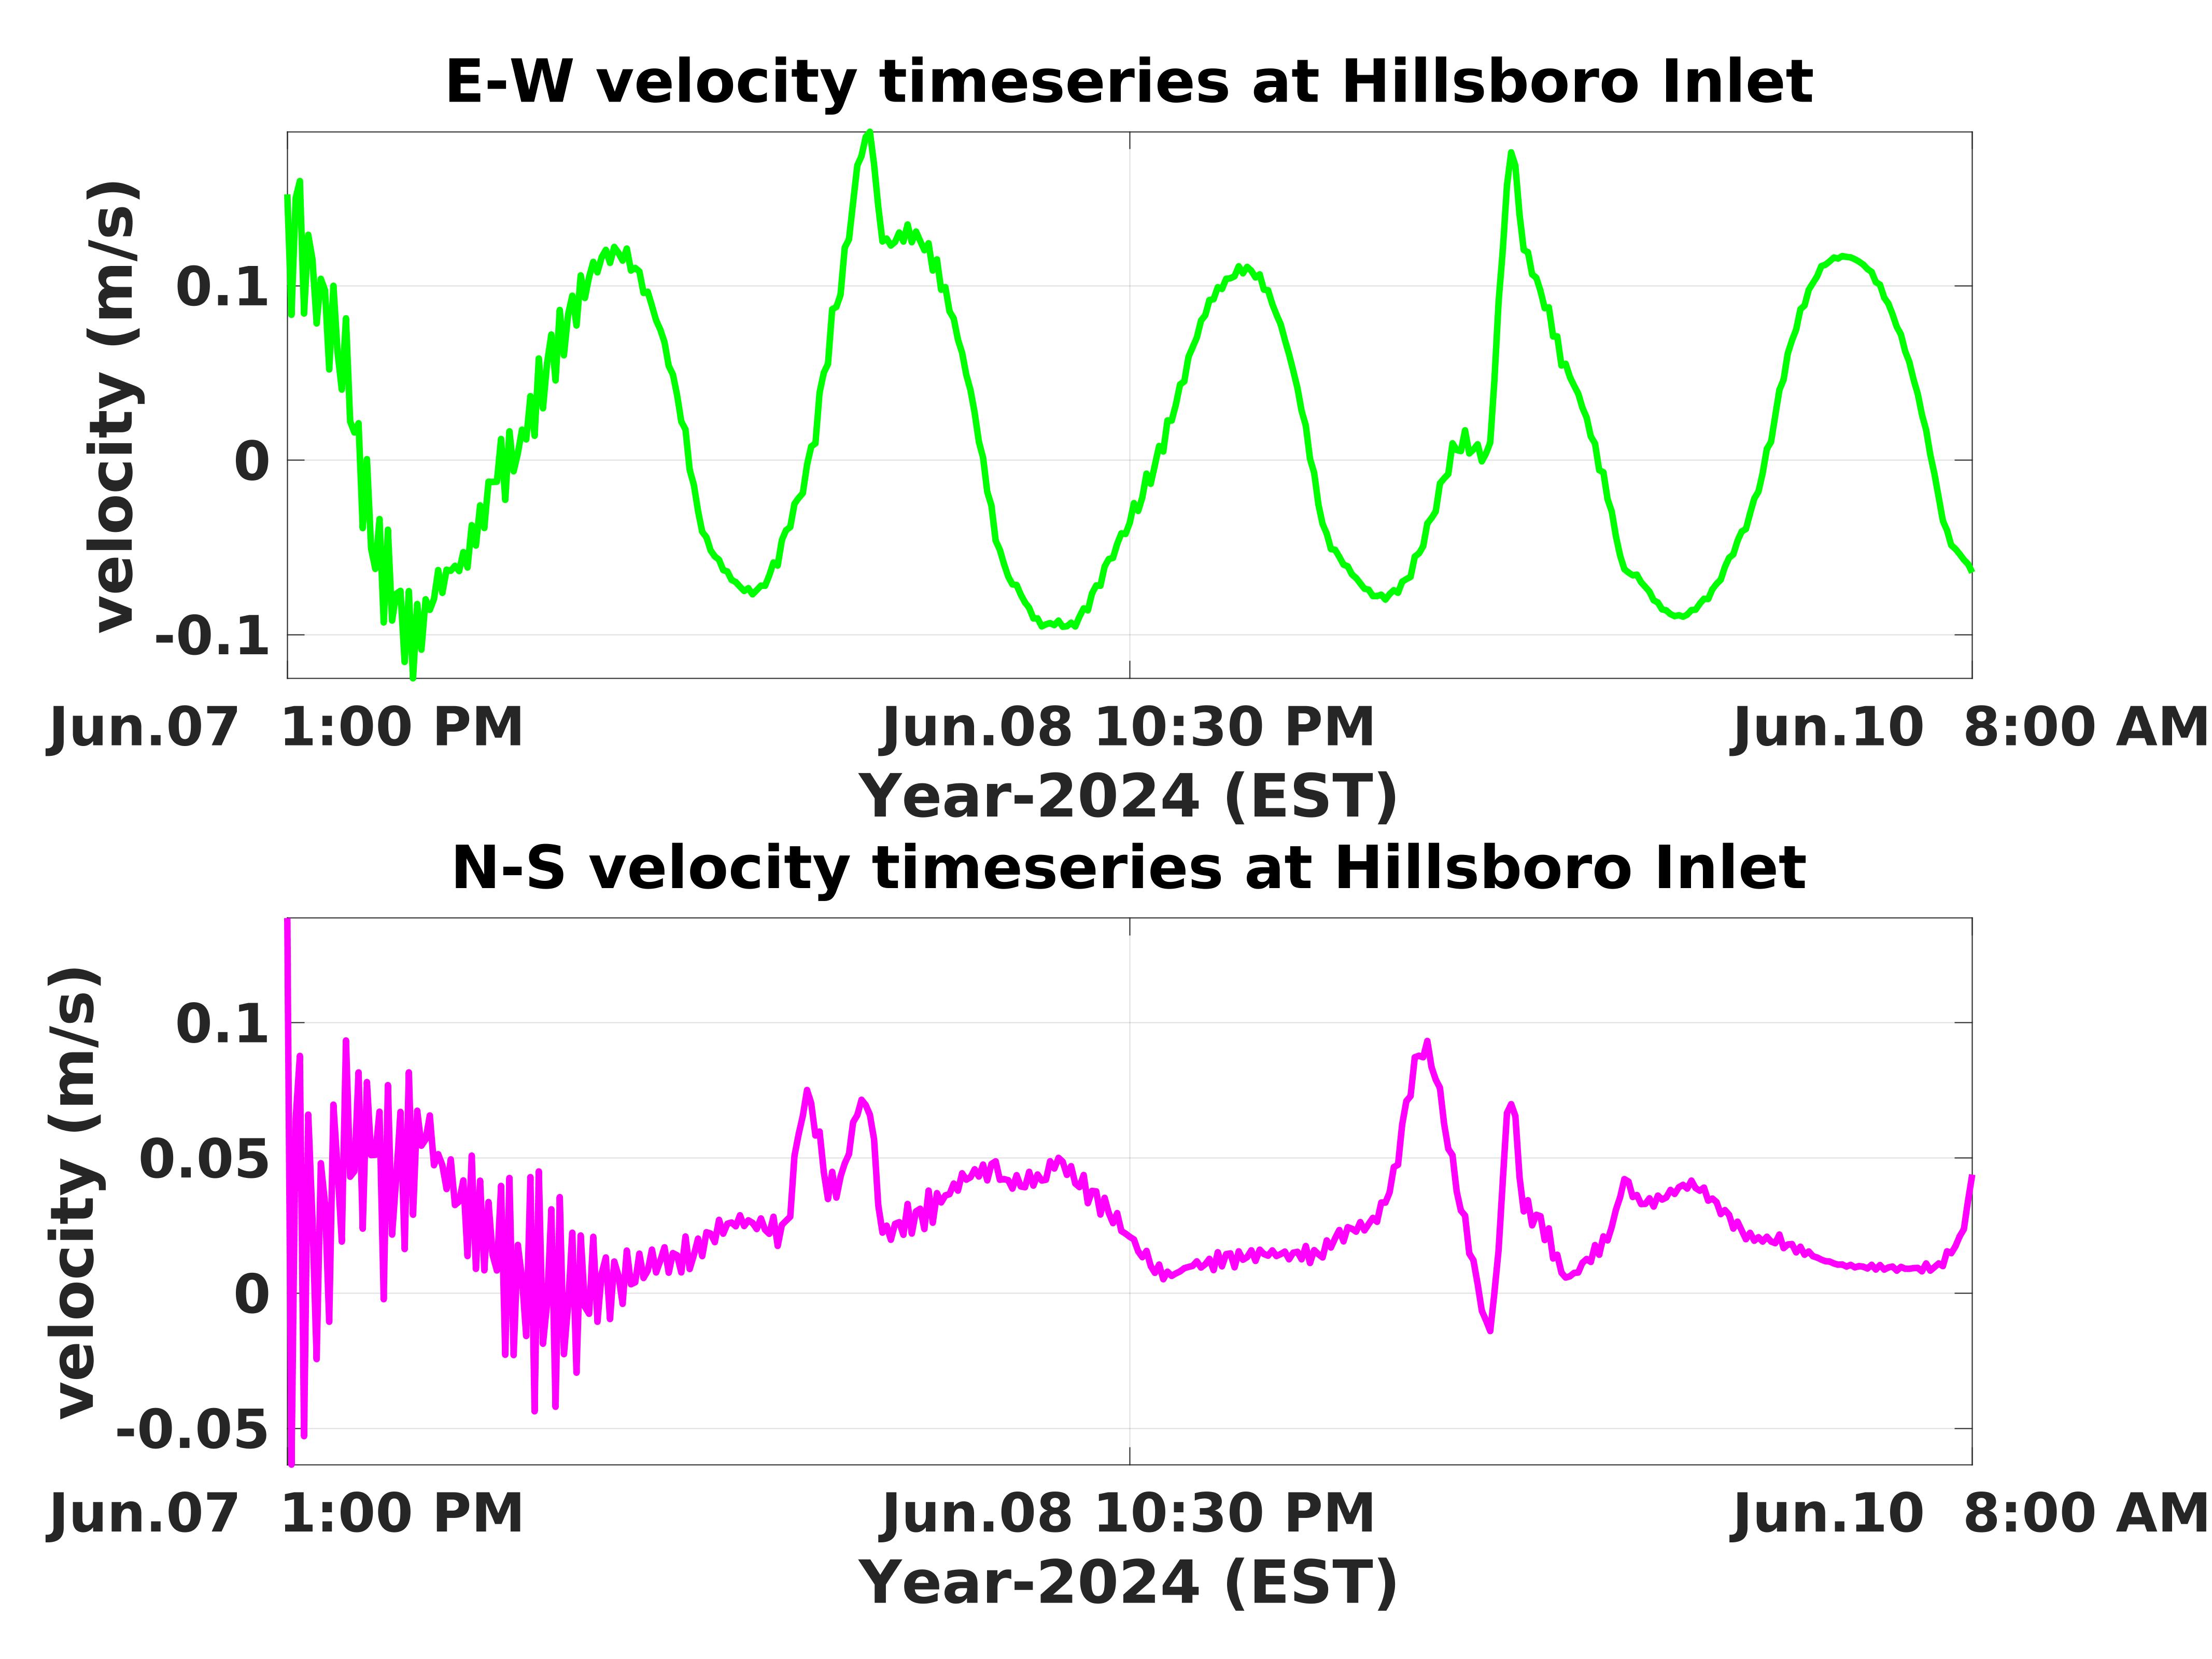 E-W velocity timeseries at Hillsboro Inlet
velocity (m/s)
0.1
0
-0.1
Jun.07 1:00 PM Jun.08 10:30 PM Jun.10 8:00 AM
Year-2024 (EST)
N-S velocity timeseries at Hillsboro Inlet
velocity (m/s)
0.1
0.05
0
-0.05
Jun.07 1:00 PM Jun.08 10:30 PM Jun.10 8:00 AM
Year-2024 (EST)